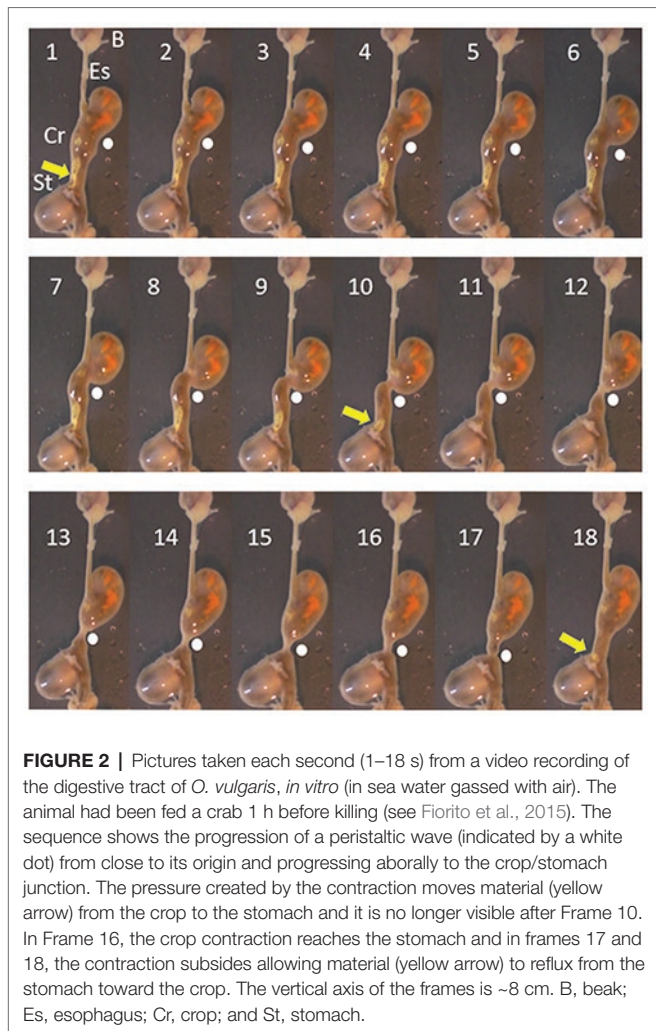 1 B 2 3 4 5 6
Es
Cr
St
7 8 9 10 11 12
13 14 15 16 17 18
FIGURE 2 | Pictures taken each second (1–18 s) from a video recording of
the digestive tract of O. vulgaris, in vitro (in sea water gassed with air). The
animal had been fed a crab 1 h before killing (see Fiorito et al., 2015). The
sequence shows the progression of a peristaltic wave (indicated by a white
dot) from close to its origin and progressing aborally to the crop/stomach
junction. The pressure created by the contraction moves material (yellow
arrow) from the crop to the stomach and it is no longer visible after Frame 10.
In Frame 16, the crop contraction reaches the stomach and in frames 17 and
18, the contraction subsides allowing material (yellow arrow) to reflux from the
stomach toward the crop. The vertical axis of the frames is ~8 cm. B, beak;
Es, esophagus; Cr, crop; and St, stomach.